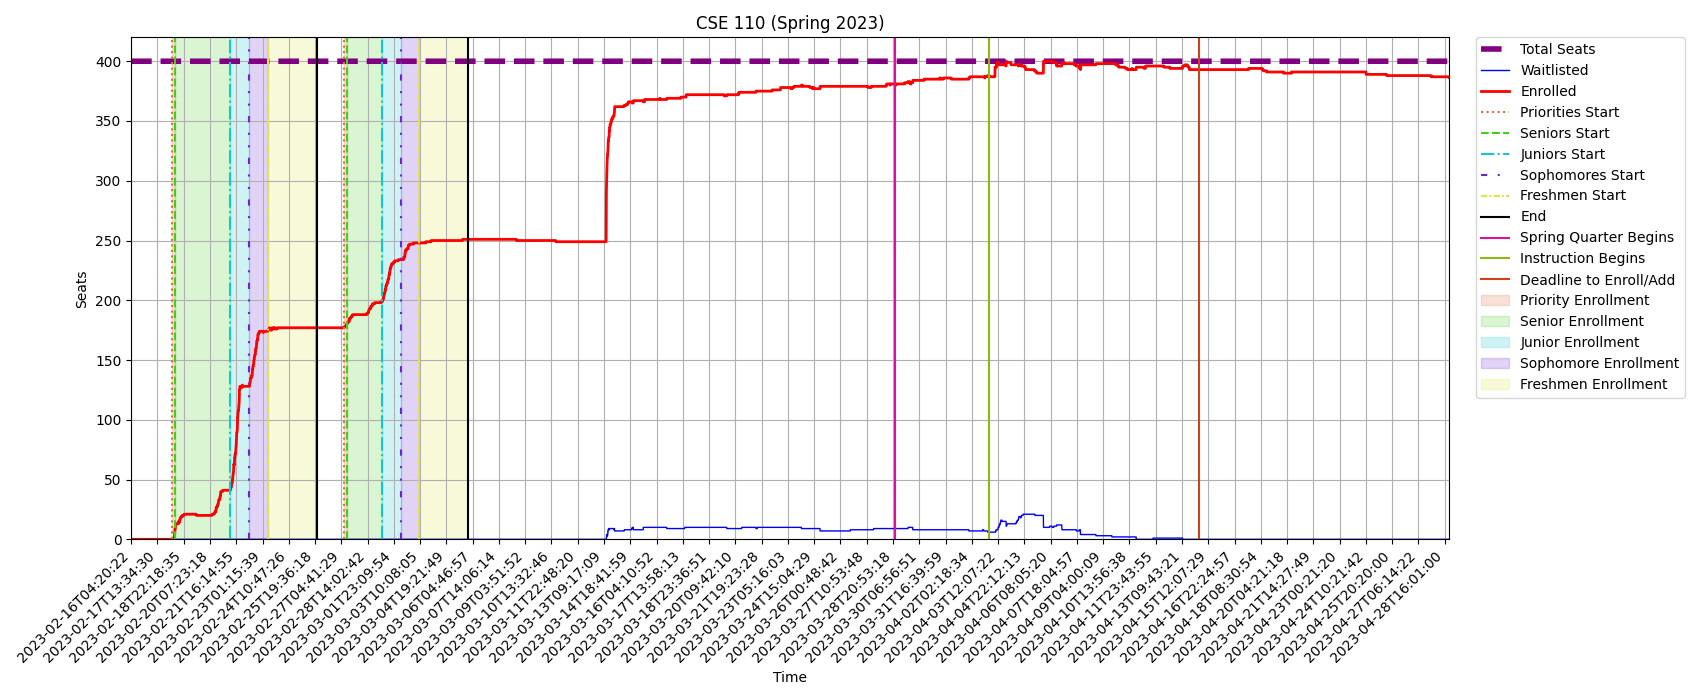 CSE 110 (Spring 2023)
Seats
400
350
300
250
200
150
100
50
0
2023-02-16T04:20:22
2023-02-17T13:34:30
2023-02-18T22:18:35
2023-02-20T07:23:18
2023-02-21T16:14:55
2023-02-23T01:15:39
2023-02-24T10:47:26
2023-02-25T19:36:18
2023-02-27T04:41:29
2023-02-28T14:02:42
2023-03-01T23:09:54
2023-03-03T10:08:05
2023-03-04T19:21:49
2023-03-06T04:46:57
2023-03-07T14:06:14
2023-03-09T03:51:52
2023-03-10T13:32:46
2023-03-11T22:48:20
2023-03-13T09:17:09
2023-03-14T18:41:59
2023-03-16T04:10:52
2023-03-17T13:58:13
2023-03-18T23:36:51
2023-03-20T09:42:10
2023-03-21T19:23:28
2023-03-23T05:16:03
2023-03-24T15:04:29
2023-03-26T00:48:42
2023-03-27T10:53:48
2023-03-28T20:53:18
2023-03-30T06:56:51
2023-03-31T16:39:59
2023-04-02T02:18:34
2023-04-03T12:07:22
2023-04-04T22:12:13
2023-04-06T08:05:20
2023-04-07T18:04:57
2023-04-09T04:00:09
2023-04-10T13:56:38
2023-04-11T23:43:55
2023-04-13T09:43:21
2023-04-15T12:07:29
2023-04-16T22:24:57
2023-04-18T08:30:54
2023-04-20T04:21:18
2023-04-21T14:27:49
2023-04-23T00:21:20
2023-04-24T10:21:42
2023-04-25T20:20:00
2023-04-27T06:14:22
2023-04-28T16:01:00
Time
Total Seats
Waitlisted
Enrolled
Priorities Start
Seniors Start
Juniors Start
Sophomores Start
Freshmen Start
End
Spring Quarter Begins
Instruction Begins
Deadline to Enroll/Add
Priority Enrollment
Senior Enrollment
Junior Enrollment
Sophomore Enrollment
Freshmen Enrollment